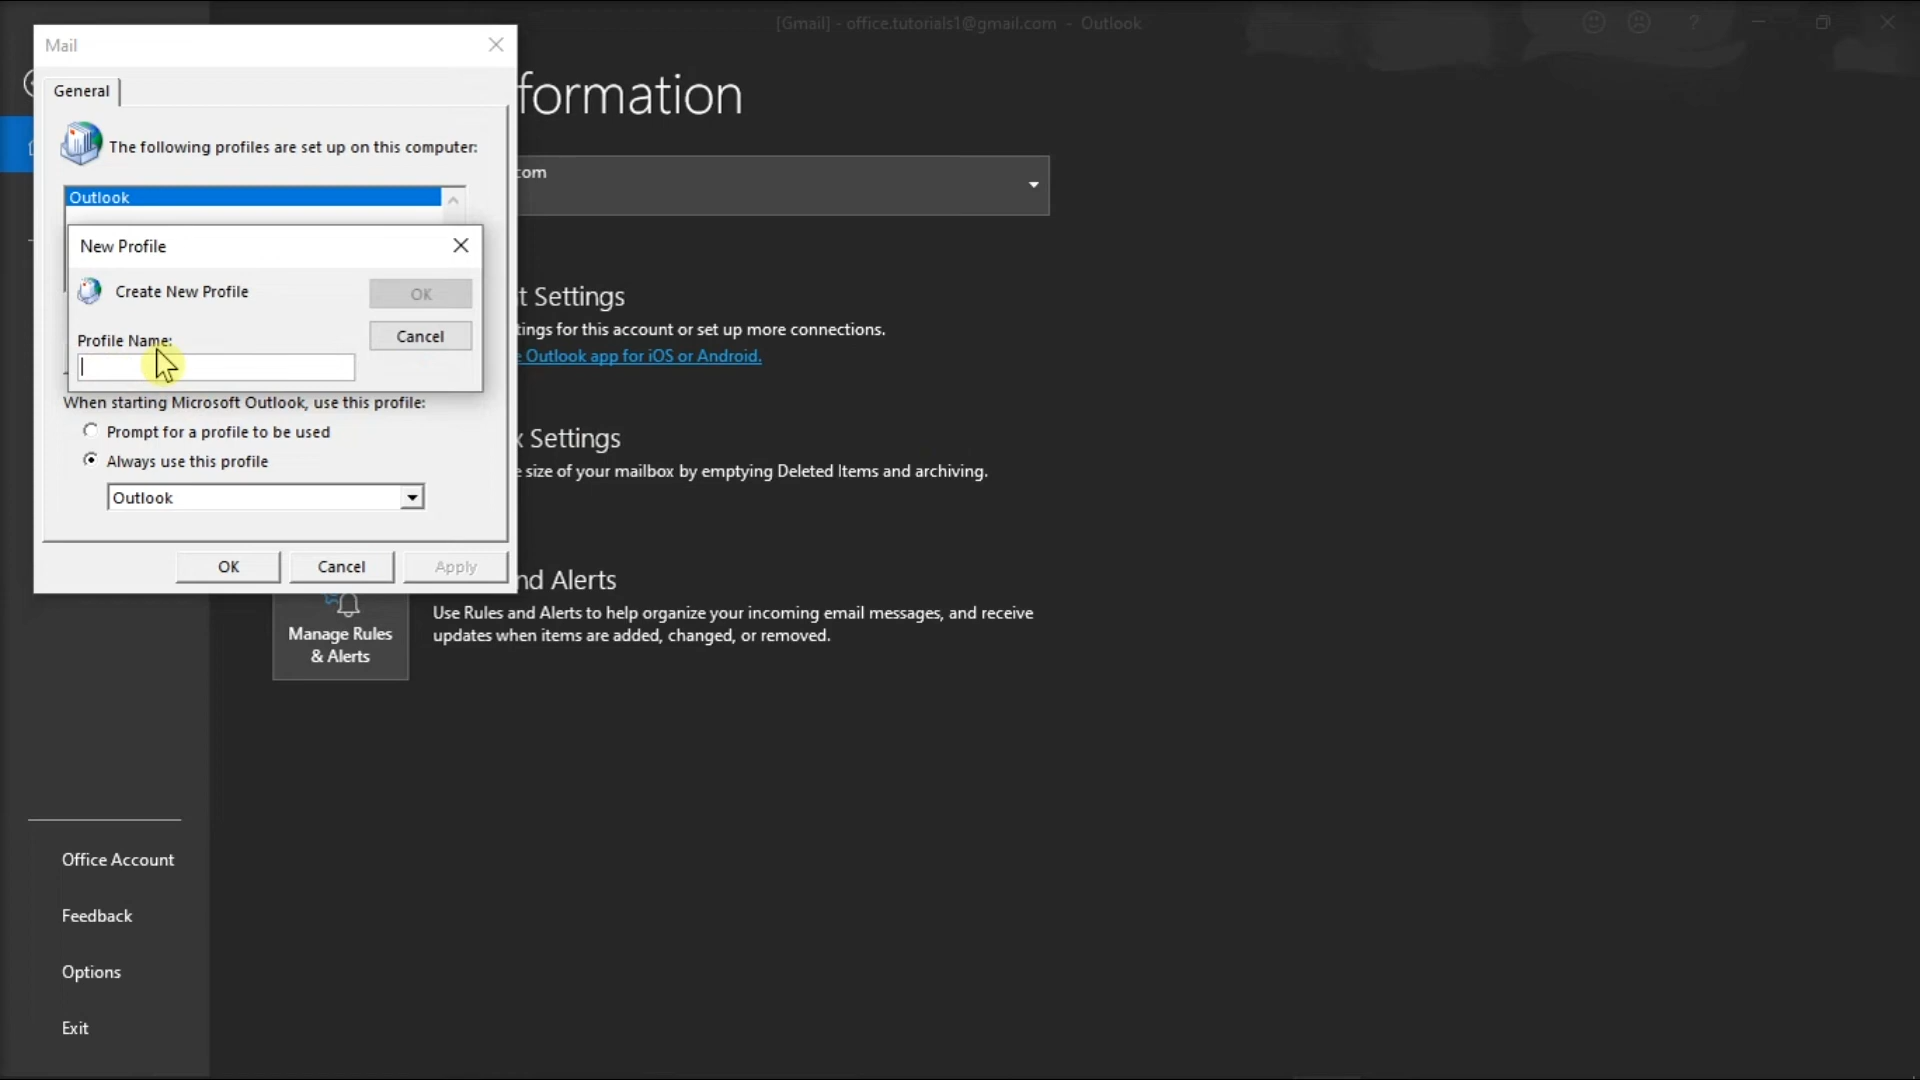 [Gmail] - office.tutorials1@gmail.com - Outlook
?
Mail
General
The following profiles are set up on this computer:
Outlook
New Profile
Create New Profile
OK
Profile Name:
Cancel
When starting Microsoft Outlook, use this profile:
Prompt for a profile to be used
Always use this profile
Outlook
OK
Cancel
Apply
formation
com
t Settings
tings for this account or set up more connections.
e Outlook app for iOS or Android.
x Settings
e size of your mailbox by emptying Deleted Items and archiving.
nd Alerts
Use Rules and Alerts to help organize your incoming email messages, and receive
updates when items are added, changed, or removed.
Manage Rules
& Alerts
Office Account
Feedback
Options
Exit